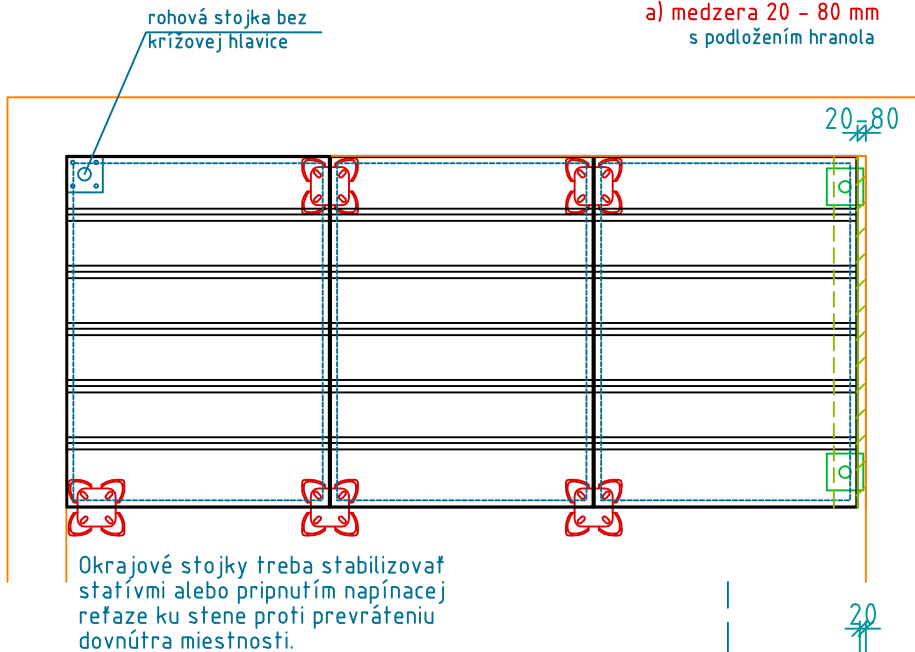 rohová stojka bez
krížovej hlavice
a) medzera 20 - 80 mm
s podložením hranola
20-80
Okrajové stojky treba stabilizovať
statívmi alebo pripnutím napínacej
reťaze ku stene proti prevráteniu
dovnútra miestnosti.
20